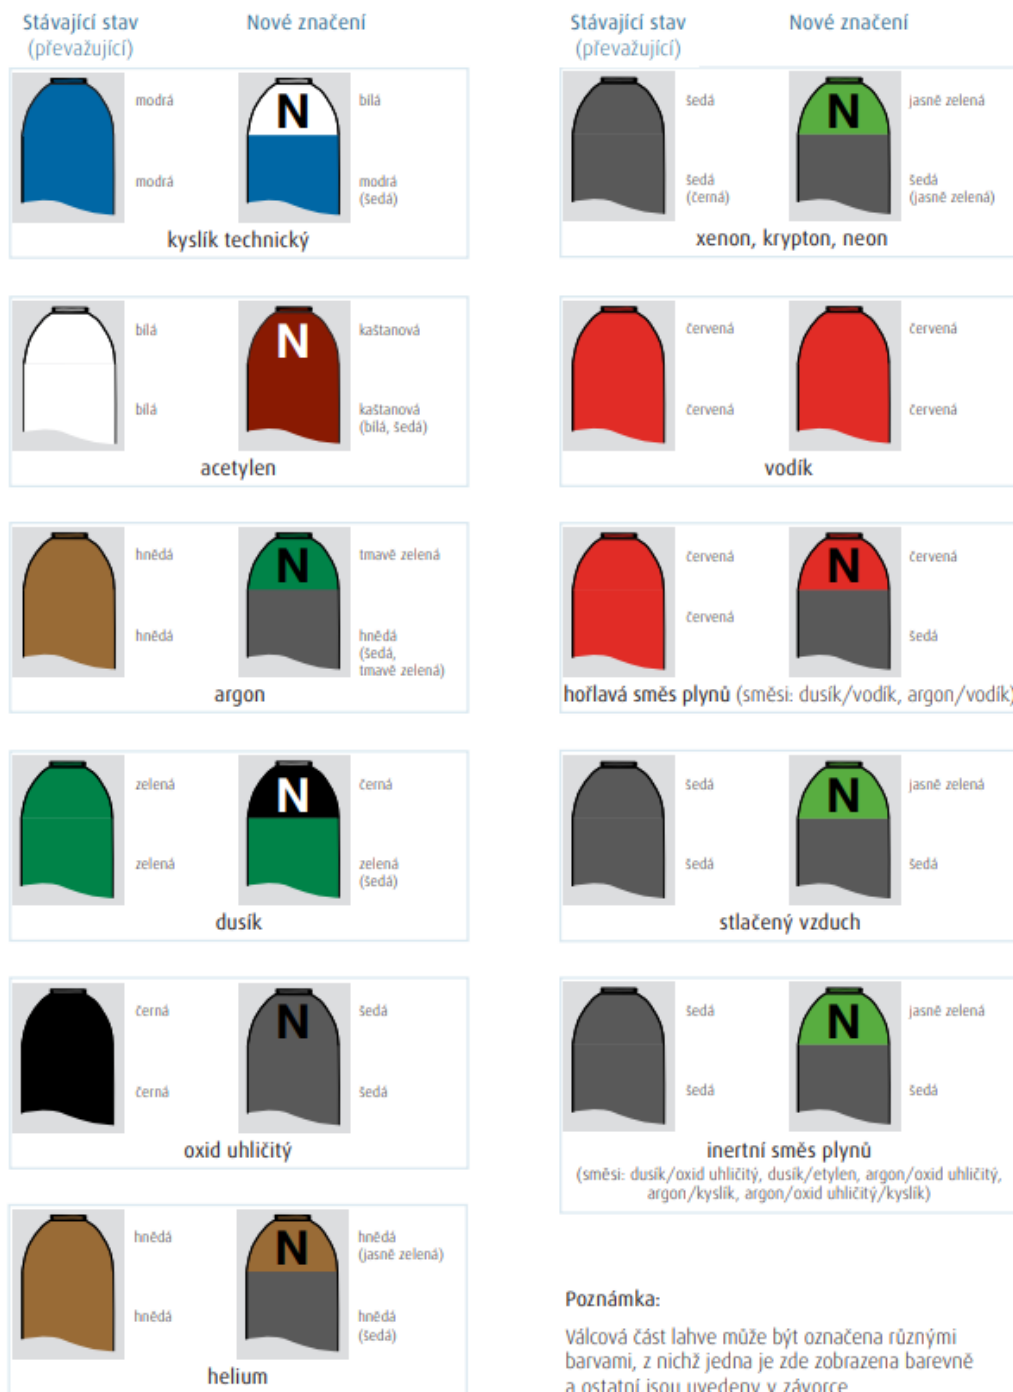 Stávající stav
(převažující)
Nové značení
modrá
modrá
N
bílá
modrá
(šedá)
kyslík technický
bílá
bílá
N
kaštanová
kaštanová
(bílá, šedá)
acetylen
hnědá
hnědá
N
tmavě zelená
hnědá
(šedá,
tmavě zelená)
argon
zelená
zelená
N
černá
zelená
(šedá)
dusík
černá
černá
N
šedá
šedá
oxid uhličitý
hnědá
hnědá
N
hnědá
(jasně zelená)
hnědá
(šedá)
helium
Stávající stav
(převažující)
Nové značení
šedá
šedá
(černá)
N
jasně zelená
šedá
(jasně zelená)
xenon, krypton, neon
červená
červená
červená
červená
vodík
červená
červená
N
červená
šedá
hořlavá směs plynů (směsi: dusík/vodík, argon/vodík)
šedá
šedá
N
jasně zelená
šedá
stlačený vzduch
šedá
šedá
N
jasně zelená
šedá
inertní směs plynů
(směsi: dusík/oxid uhličitý, dusík/etylen, argon/oxid uhličitý,
argon/kyslík, argon/oxid uhličitý/kyslík)
Poznámka:
Válcová část lahve může být označena různými
barvami, z nichž jedna je zde zobrazena barevně
a ostatní jsou uvedeny v závorce